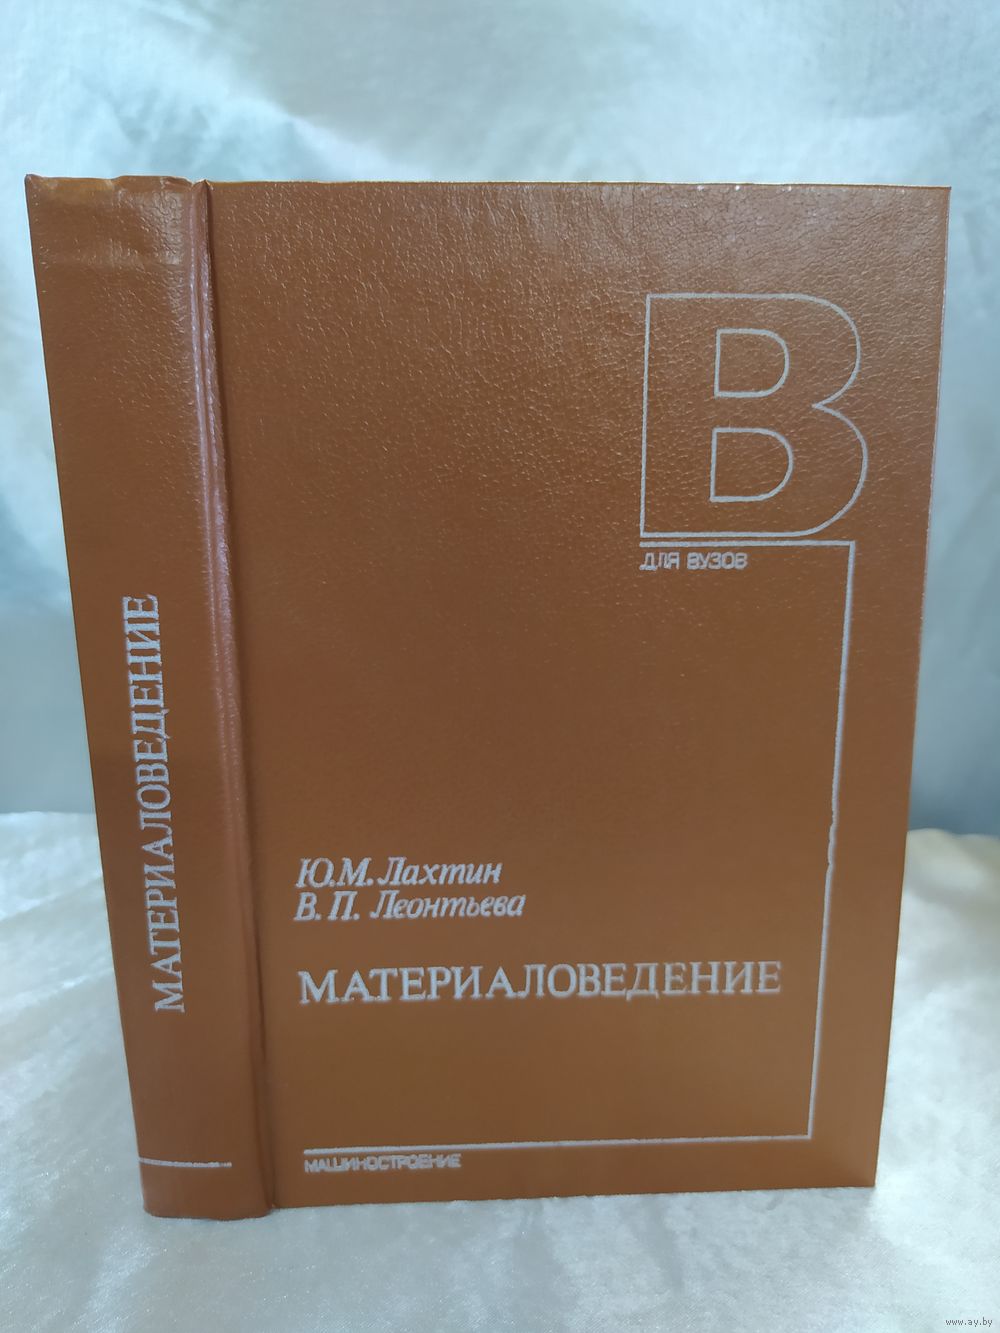 МАТЕРИАЛОВЕДЕНИЕ
В
ДЛЯ ВУЗОВ
Ю.М. Лахтин
В. П. Леонтьева
МАТЕРИАЛОВЕДЕНИЕ
МАШИНОСТРОЕНИЕ
www.ay.by